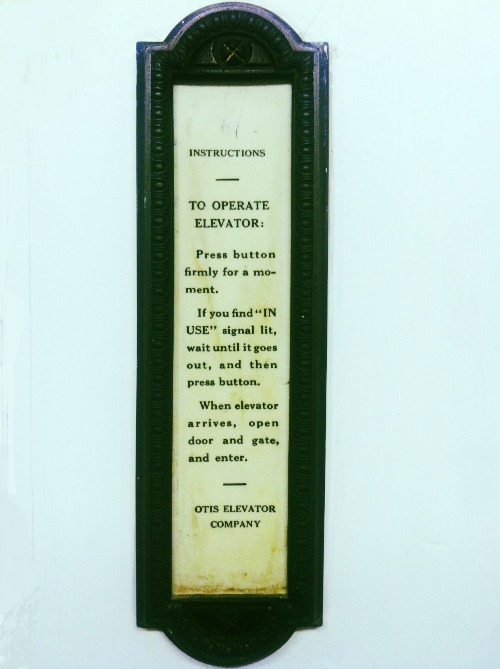 INSTRUCTIONS
TO OPERATE
ELEVATOR:
Press button
firmly for a mo-
ment.
If you find "IN
USE" signal lit,
wait until it goes
out, and then
press button.
When elevator
arrives, open
door and gate,
and enter.
OTIS ELEVATOR
COMPANY